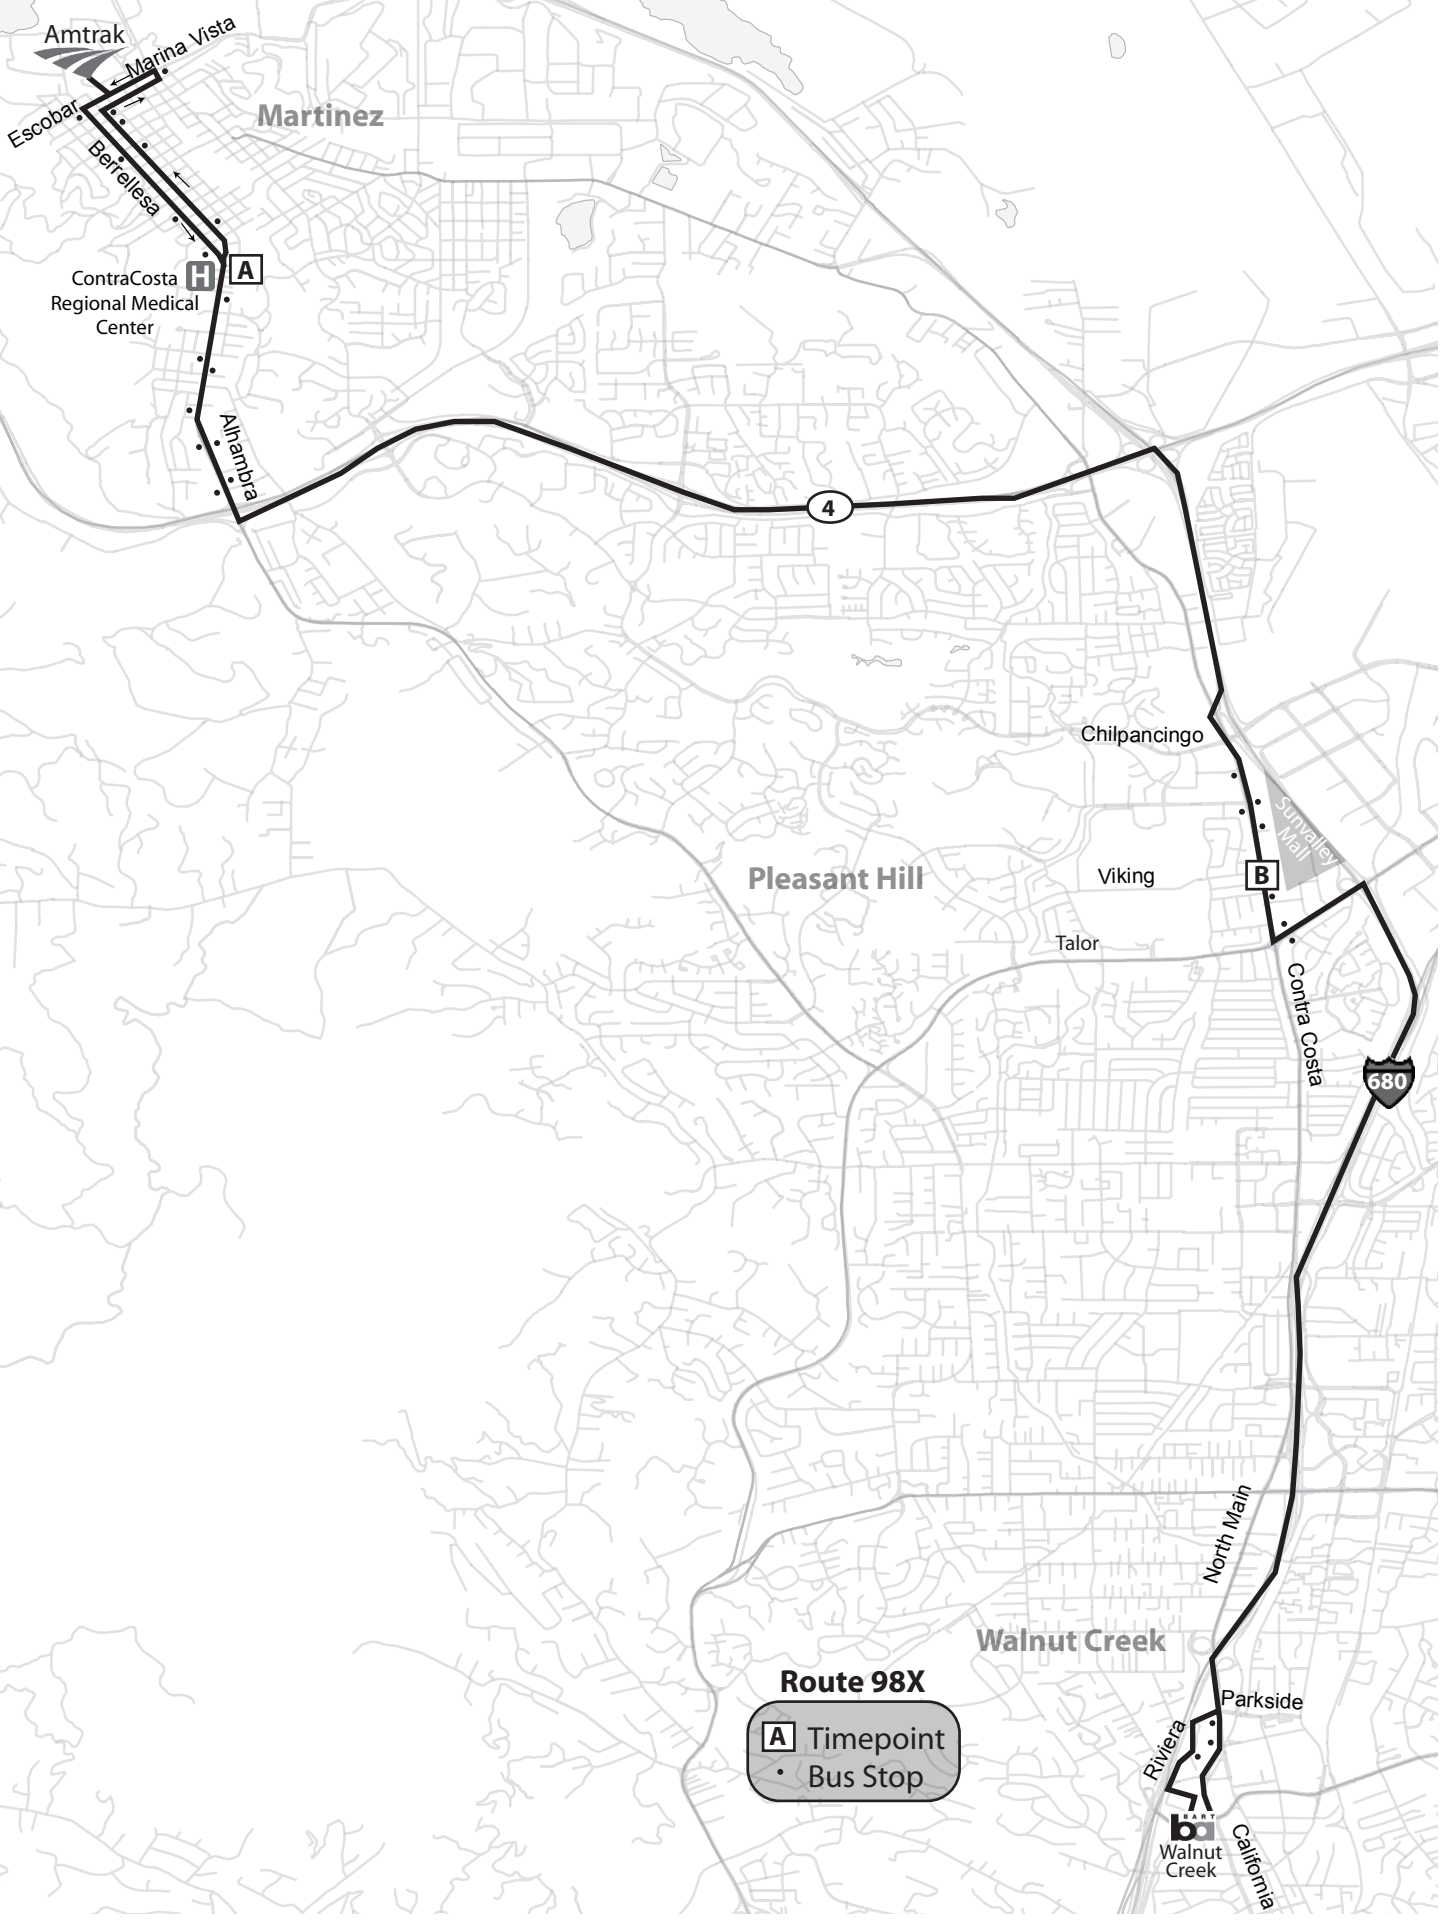 Amtrak
Marina Vista
Escobar
Martinez
Berrellesa
ContraCosta
Regional Medical
Center
H
A
Alhambra
4
Chilpancingo
Sunvalley
Mall
Pleasant Hill
Viking
B
Talor
Contra Costa
680
North Main
Walnut Creek
Route 98X
A Timepoint
Bus Stop
Parkside
Riviera
BART
ba
Walnut
Creek
California